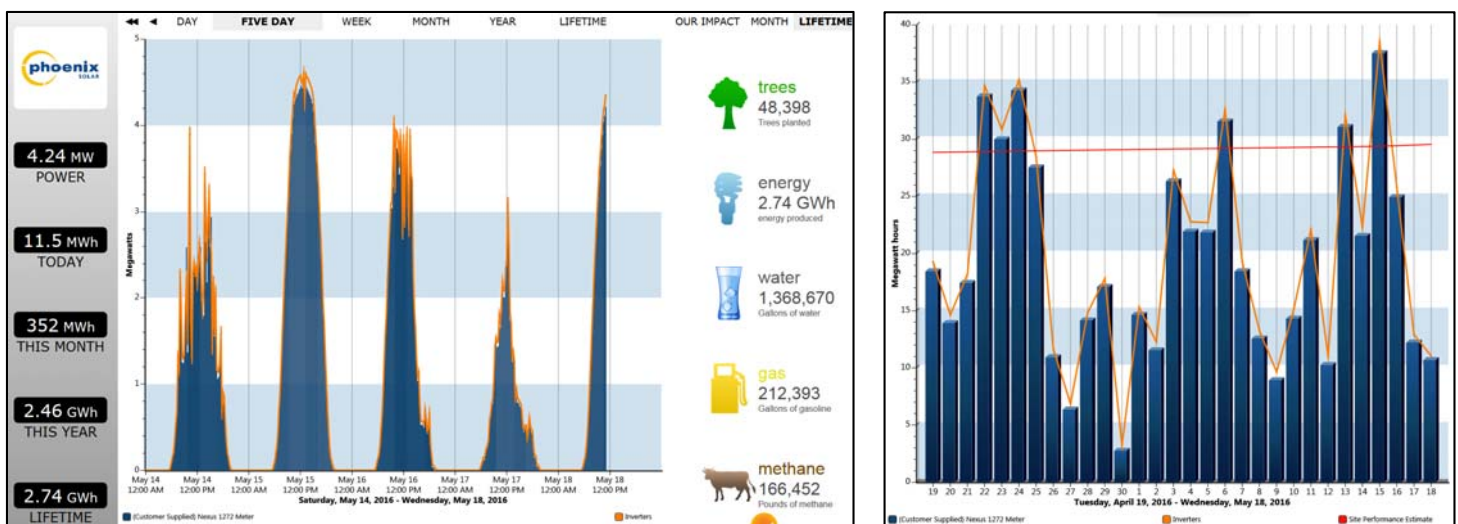 DAY FIVE DAY WEEK MONTH YEAR LIFETIME OUR IMPACT MONTH LIFETIME
phoenix
SOLAR
4.24 MW
POWER
11.5 MWh
TODAY
352 MWh
THIS MONTH
2.46 GWh
THIS YEAR
2.74 GWh
LIFETIME
5
4
3
2
1
0
Megawatts
May 14 May 14 May 15 May 15 May 16 May 16 May 17 May 17 May 18 May 18
12:00 AM 12:00 PM 12:00 AM 12:00 PM 12:00 AM 12:00 PM 12:00 AM 12:00 PM 12:00 AM 12:00 PM
Saturday, May 14, 2016 - Wednesday, May 18, 2016
(Customer Supplied) Nexus 1272 Meter Inverters
trees
48,398
Trees planted
energy
2.74 GWh
energy produced
water
1,368,670
Gallons of water
gas
212,393
Gallons of gasoline
methane
166,452
Pounds of methane
40
35
30
25
20
15
10
5
0
Megawatt hours
19 20 21 22 23 24 25 26 27 28 29 30 1 2 3 4 5 6 7 8 9 10 11 12 13 14 15 16 17 18
Tuesday, April 19, 2016 - Wednesday, May 18, 2016
(Customer Supplied) Nexus 1272 Meter Inverters Site Performance Estimate